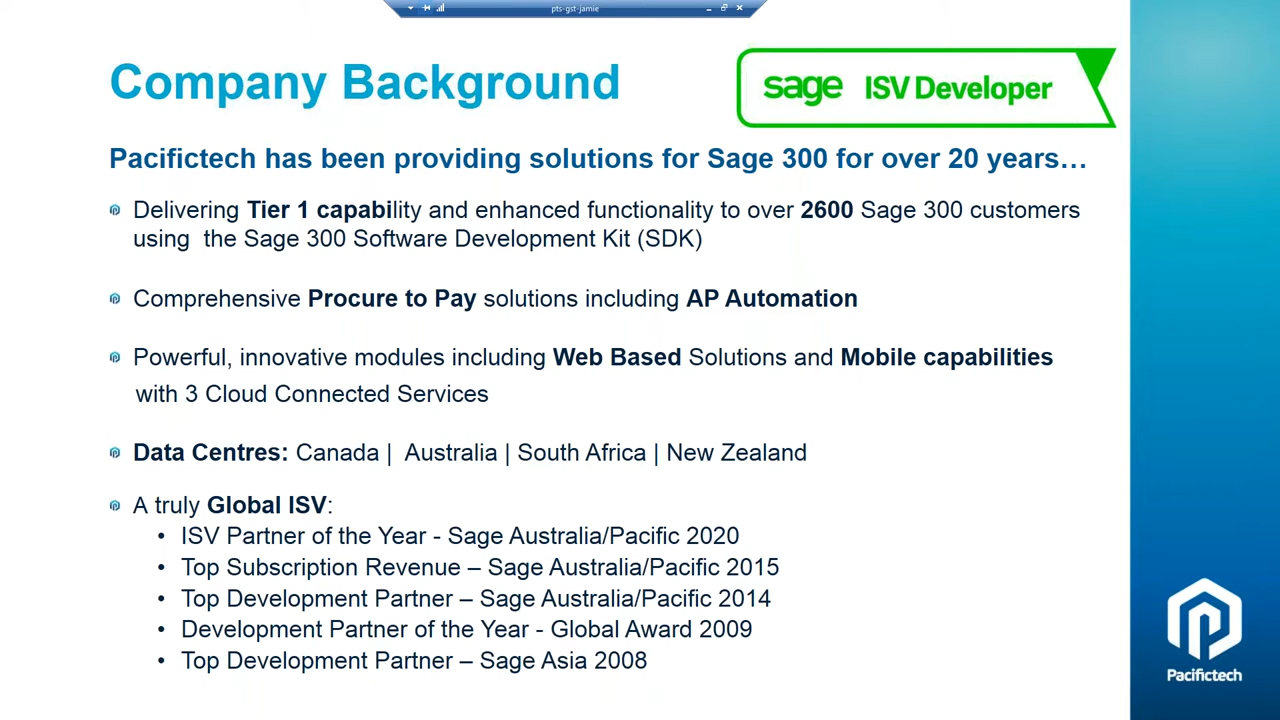 pts-gst-jamie
Company Background
sage ISV Developer
Pacifictech has been providing solutions for Sage 300 for over 20 years…
Delivering Tier 1 capability and enhanced functionality to over 2600 Sage 300 customers
using the Sage 300 Software Development Kit (SDK)
Comprehensive Procure to Pay solutions including AP Automation
Powerful, innovative modules including Web Based Solutions and Mobile capabilities
with 3 Cloud Connected Services
Data Centres: Canada | Australia | South Africa | New Zealand
A truly Global ISV:
• ISV Partner of the Year - Sage Australia/Pacific 2020
• Top Subscription Revenue – Sage Australia/Pacific 2015
• Top Development Partner – Sage Australia/Pacific 2014
• Development Partner of the Year - Global Award 2009
• Top Development Partner – Sage Asia 2008
Pacifictech